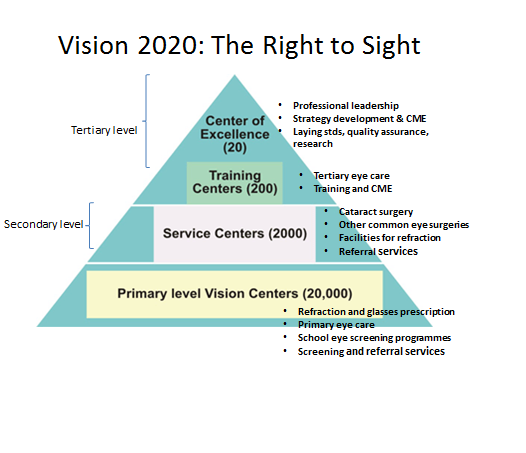 Vision 2020: The Right to Sight
Tertiary level
Center of
Excellence
(20)
• Professional leadership
• Strategy development & CME
• Laying stds, quality assurance,
research
Training
Centers (200)
• Tertiary eye care
• Training and CME
Secondary level
Service Centers (2000)
• Cataract surgery
• Other common eye surgeries
• Facilities for refraction
• Referral services
Primary level Vision Centers (20,000)
• Refraction and glasses prescription
• Primary eye care
• School eye screening programmes
• Screening and referral services